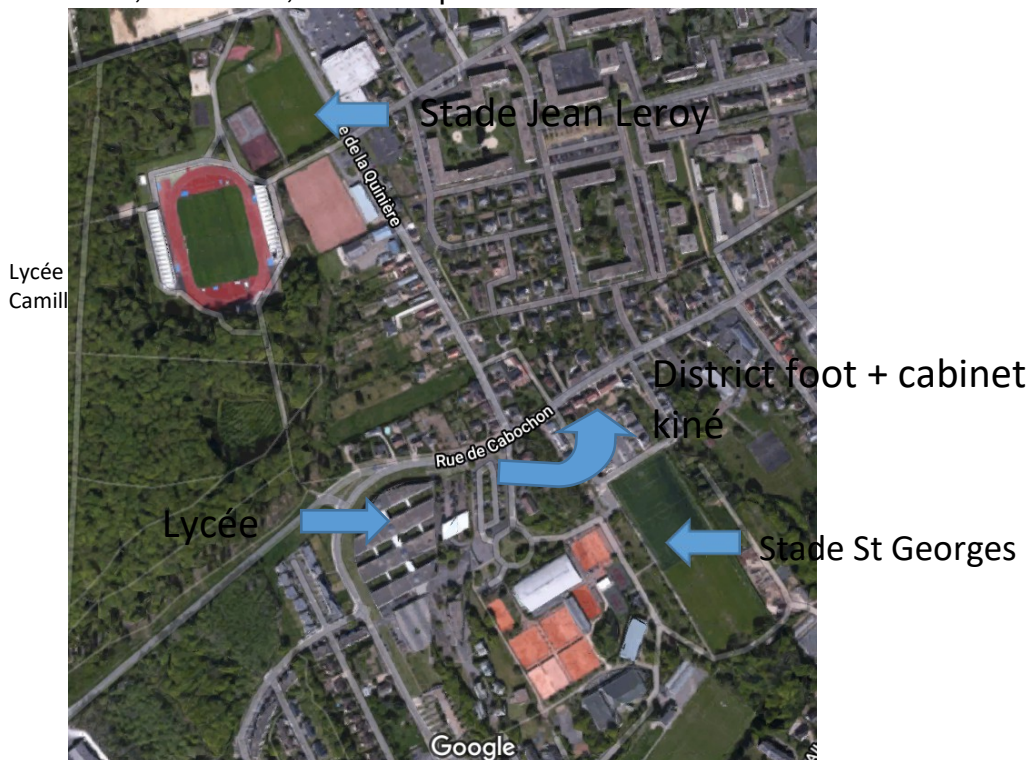 Stade Jean Leroy
e de la Quinière
Lycée
Camill
District foot + cabinet
kiné
Rue de Cabochon
Lycée
Stade St Georges
Google